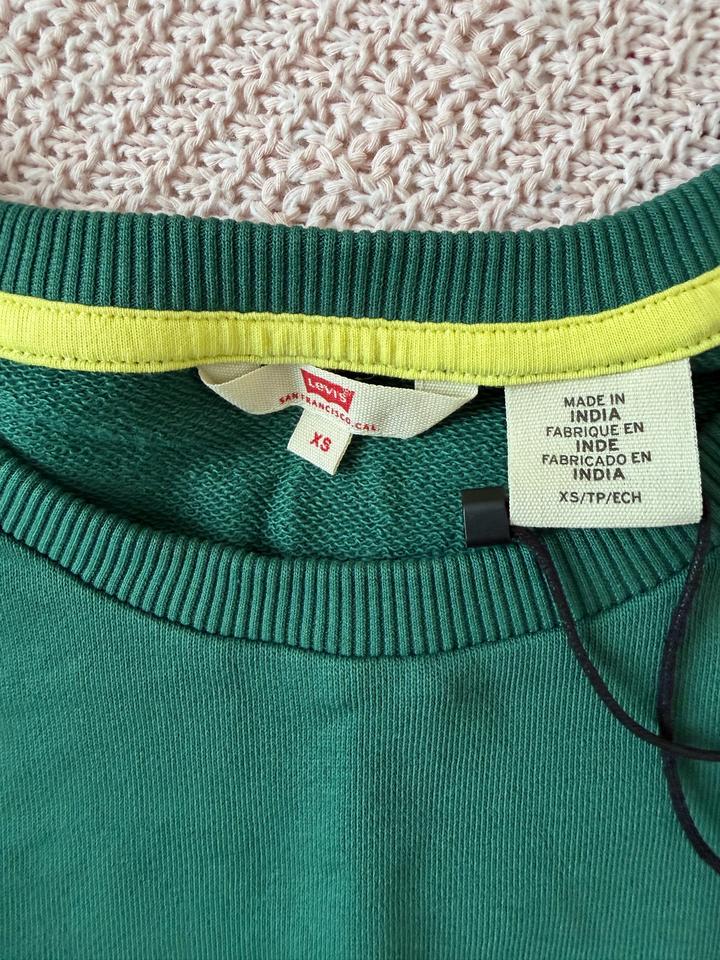 Levi's
SAN FRANCISCO, CAL.
XS
MADE IN
INDIA
FABRIQUE EN
INDE
FABRICADO EN
INDIA
XS/TP/ECH